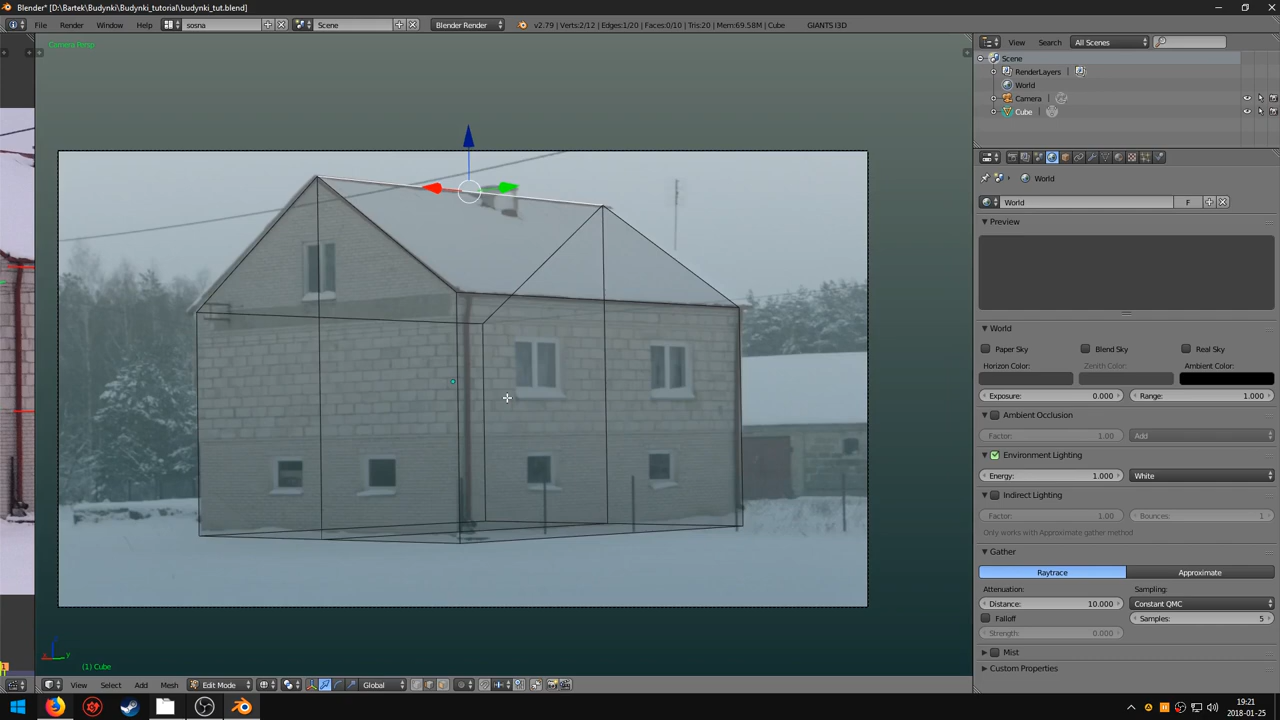 Blender* [D:\Bartek\Budynki\Budynki_tutorial\budynki_tut.blend]
File Render Window Help sosna Scene Blender Render v2.79 | Verts:2/12 | Edges:1/20 | Faces:0/10 | Tris:20 | Mem:69.58M | Cube GIANTS I3D
View Search All Scenes
Camera Persp
Scene
RenderLayers
World
Camera
Cube
World
World F
Preview
World
Paper Sky Blend Sky Real Sky
Horizon Color: Zenith Color: Ambient Color:
Exposure: 0.000 Range: 1.000
Ambient Occlusion
Factor: 1.00 Add
Environment Lighting
Energy: 1.000 White
Indirect Lighting
Factor: 1.00 Bounces: 1
Only works with Approximate gather method
Gather
Raytrace Approximate
Attenuation: Sampling:
Distance: 10.000 Constant QMC
Falloff Samples: 5
Strength: 0.000
Mist
Custom Properties
y
(1) Cube
View Select Add Mesh Edit Mode Global
19:21
2018-01-25